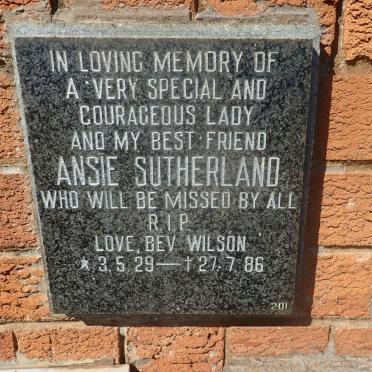 IN LOVING MEMORY OF
A VERY SPECIAL AND
COURAGEOUS LADY
AND MY BEST FRIEND
ANSIE SUTHERLAND
WHO WILL BE MISSED BY ALL
R.I.P
LOVE, BEV WILSON
* 3.5.29 — † 27.7.86
201